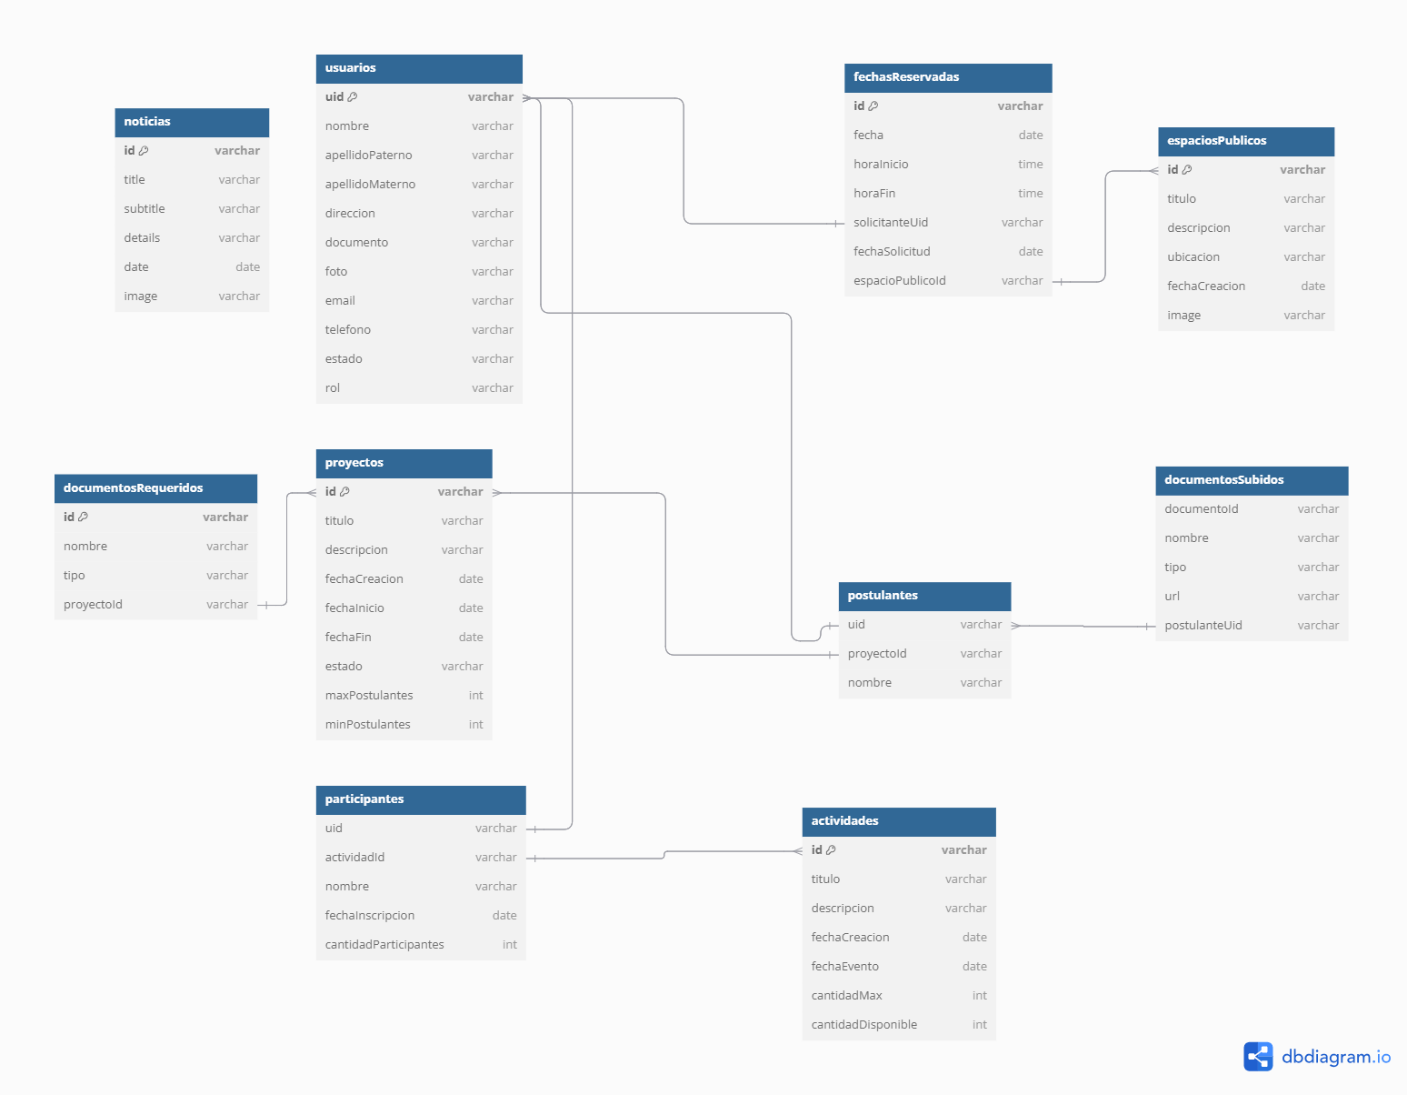 usuarios
uid varchar
nombre varchar
apellidoPaterno varchar
apellidoMaterno varchar
direccion varchar
documento varchar
foto varchar
email varchar
telefono varchar
estado varchar
rol varchar
fechasReservadas
id varchar
fecha date
horaInicio time
horaFin time
solicitanteUid varchar
fechaSolicitud date
espacioPublicoId varchar
noticias
id varchar
title varchar
subtitle varchar
details varchar
date date
image varchar
espaciosPublicos
id varchar
titulo varchar
descripcion varchar
ubicacion varchar
fechaCreacion date
image varchar
proyectos
id varchar
titulo varchar
descripcion varchar
fechaCreacion date
fechaInicio date
fechaFin date
estado varchar
maxPostulantes int
minPostulantes int
documentosRequeridos
id varchar
nombre varchar
tipo varchar
proyectoId varchar
documentosSubidos
documentoId varchar
nombre varchar
tipo varchar
url varchar
postulanteUid varchar
postulantes
uid varchar
proyectoId varchar
nombre varchar
participantes
uid varchar
actividadId varchar
nombre varchar
fechaInscripcion date
cantidadParticipantes int
actividades
id varchar
titulo varchar
descripcion varchar
fechaCreacion date
fechaEvento date
cantidadMax int
cantidadDisponible int
dbdiagram.io